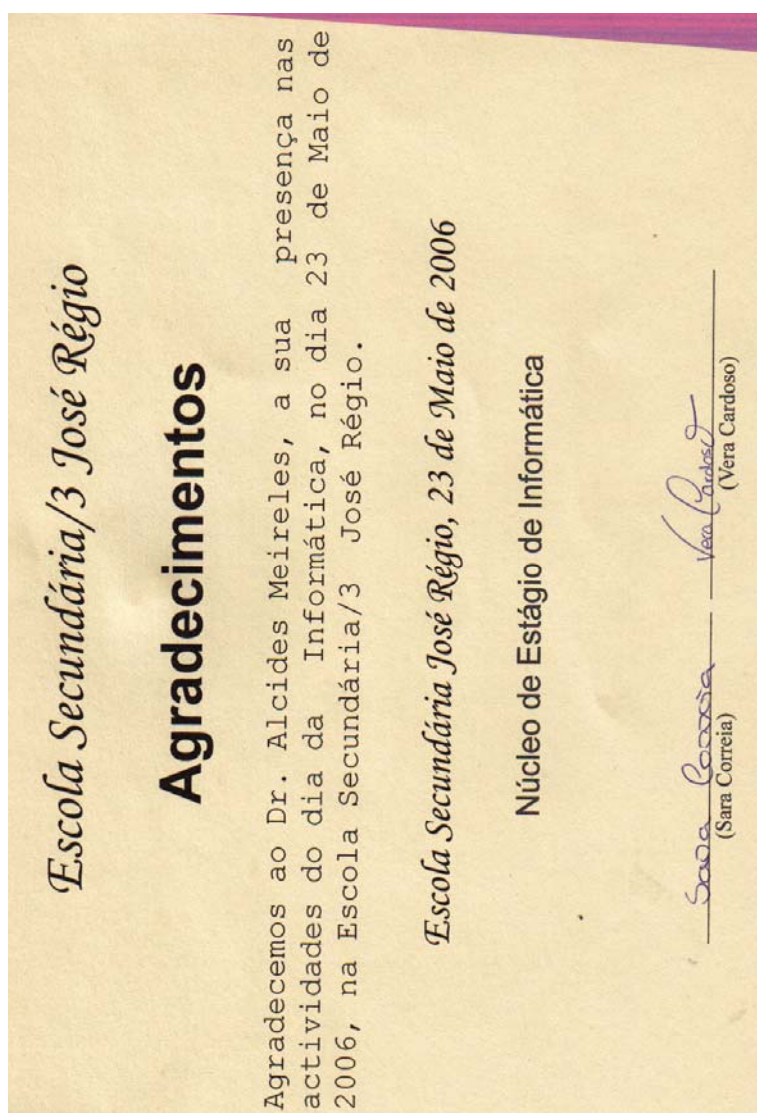 Escola Secundária/3 José Régio
Agradecimentos
Agradecemos ao Dr. Alcides Meireles, a sua presença nas
actividades do dia da Informática, no dia 23 de Maio de
2006, na Escola Secundária/3 José Régio.
Escola Secundária José Régio, 23 de Maio de 2006
Núcleo de Estágio de Informática
Sara Correia Vera Cardoso
(Sara Correia) (Vera Cardoso)